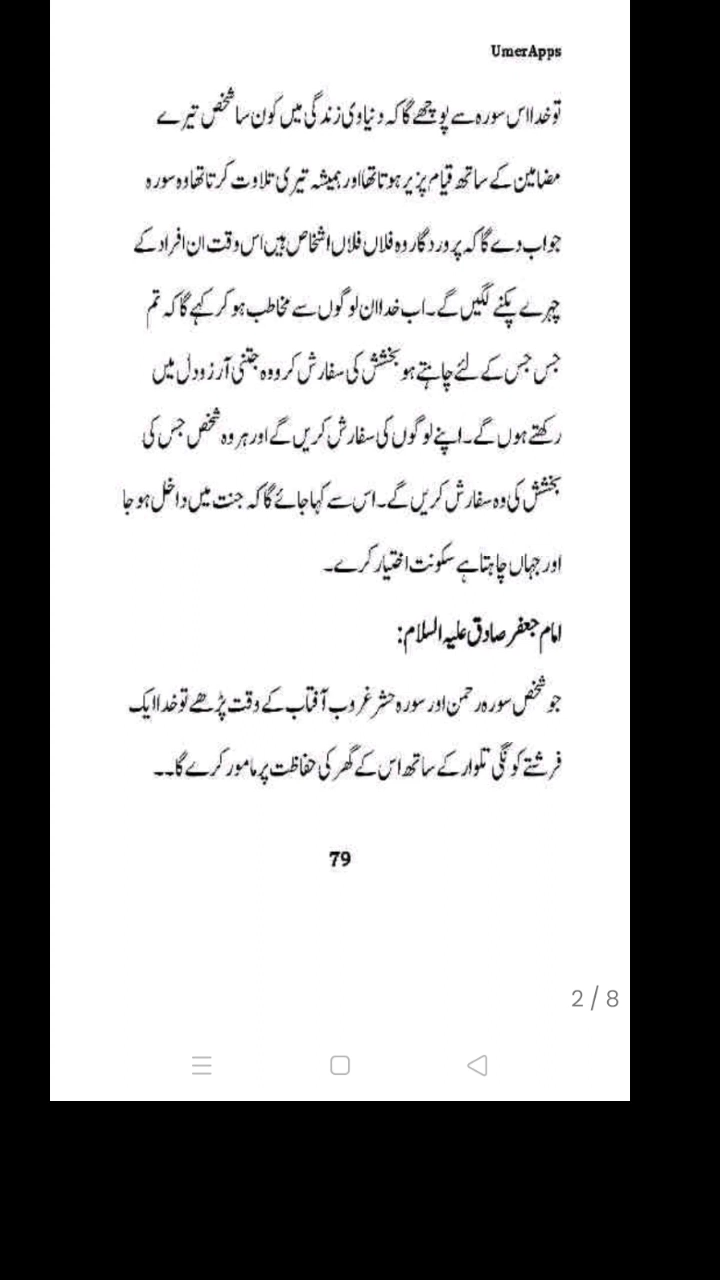 UmerApps
تو خدا اس سورہ سے پوچھے گا کہ دنیاوی زندگی میں کون سا شخص تیرے
مضامین کے ساتھ قیام پزیر ہوتا تھا اور ہمیشہ تیری تلاوت کرتا تھا وہ سورہ
جواب دے گا کہ پروردگار وہ فلاں فلاں اشخاص ہیں اس وقت ان افراد کے
چہرے چمکنے لگیں گے۔ اب خدا ان لوگوں سے مخاطب ہو کر کہے گا کہ تم
جس جس کے لئے چاہتے ہو بخشش کی سفارش کرو وہ جتنی آرزو دل میں
رکھتے ہوں گے۔ اپنے لوگوں کی سفارش کریں گے اور ہر وہ شخص جس کی
بخشش کی وہ سفارش کریں گے۔ اس سے کہا جائے گا کہ جنت میں داخل ہو جا
اور جہاں چاہتا ہے سکونت اختیار کرے۔
امام جعفر صادق علیہ السلام:
جو شخص سورہ رحمن اور سورہ حشر غروب آفتاب کے وقت پڑھے تو خدا ایک
فرشتے کو ننگی تلوار کے ساتھ اس کے گھر کی حفاظت پر مامور کرے گا۔۔
79
2 / 8